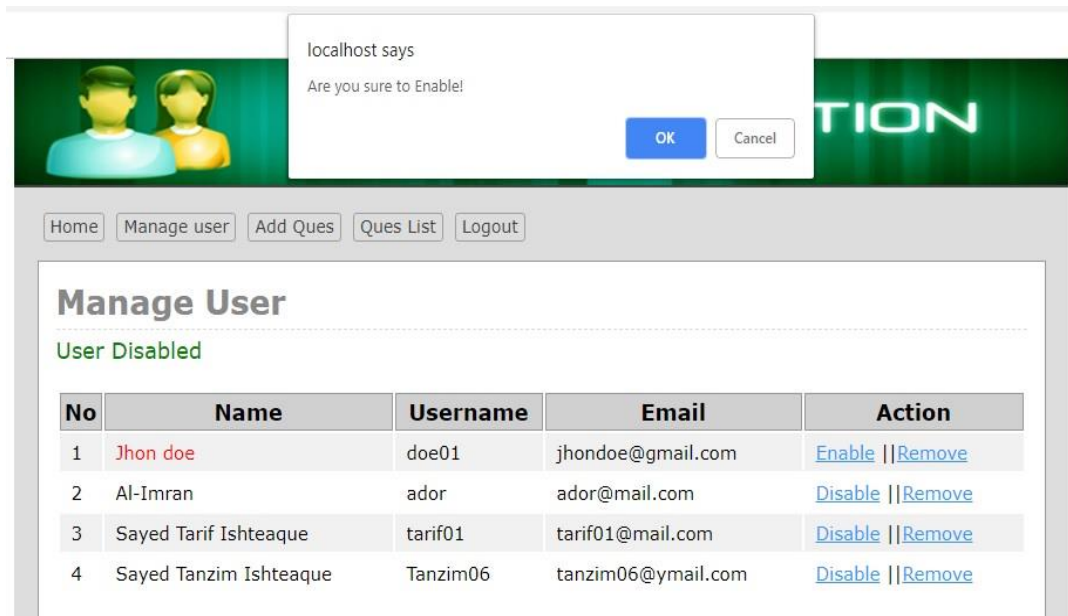 localhost says
Are you sure to Enable!
OK Cancel
TION
Home Manage user Add Ques Ques List Logout
Manage User
User Disabled
No Name Username Email Action
1 Jhon doe doe01 jhondoe@gmail.com Enable ||Remove
2 Al-Imran ador ador@mail.com Disable ||Remove
3 Sayed Tarif Ishteaque tarif01 tarif01@mail.com Disable ||Remove
4 Sayed Tanzim Ishteaque Tanzim06 tanzim06@ymail.com Disable ||Remove